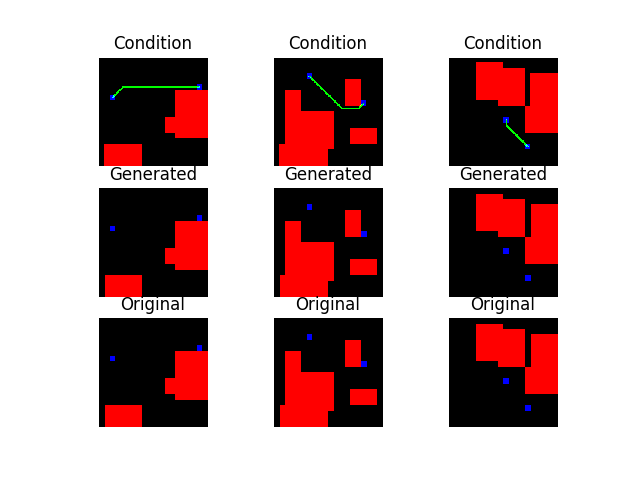 Condition Condition Condition
Generated Generated Generated
Original Original Original